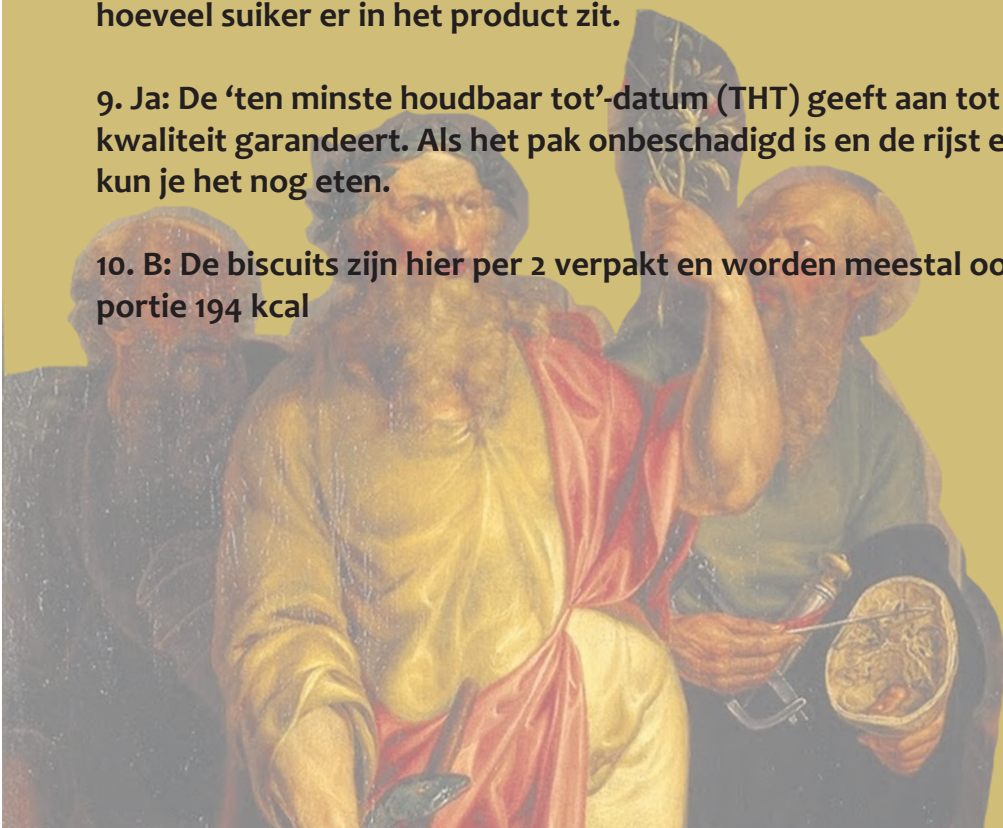 hoeveel suiker er in het product zit.
9. Ja: De ‘ten minste houdbaar tot’-datum (THT) geeft aan tot
kwaliteit garandeert. Als het pak onbeschadigd is en de rijst e
kun je het nog eten.
10. B: De biscuits zijn hier per 2 verpakt en worden meestal oo
portie 194 kcal